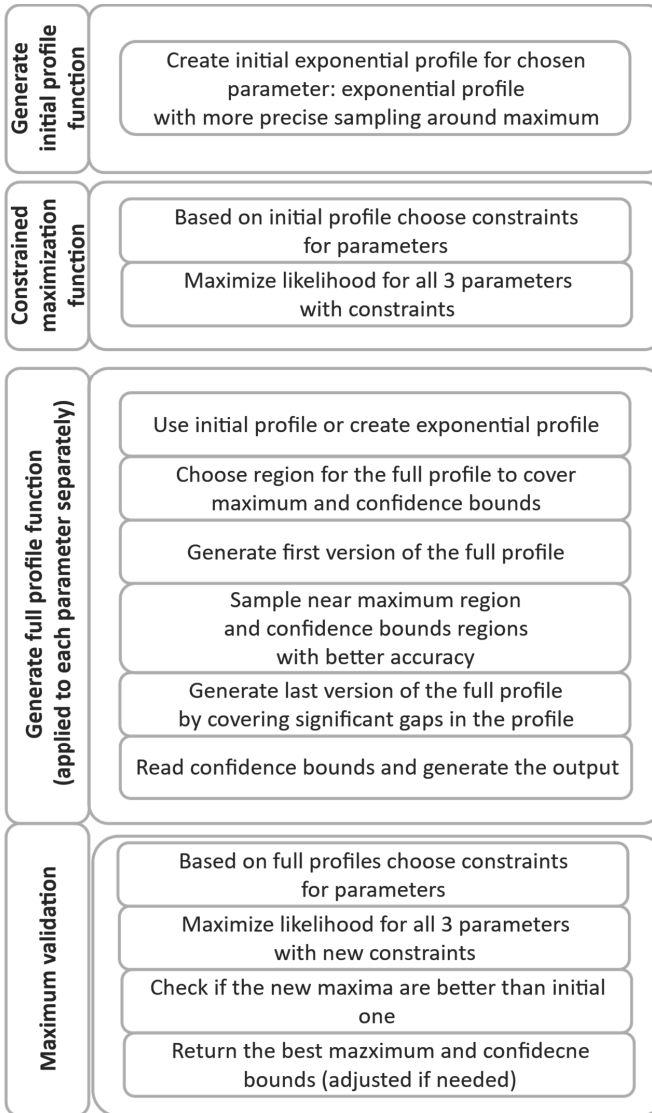 Generate
initial profile
function
Create initial exponential profile for chosen
parameter: exponential profile
with more precise sampling around maximum
Constrained
maximization
function
Based on initial profile choose constraints
for parameters
Maximize likelihood for all 3 parameters
with constraints
Generate full profile function
(applied to each parameter separately)
Use initial profile or create exponential profile
Choose region for the full profile to cover
maximum and confidence bounds
Generate first version of the full profile
Sample near maximum region
and confidence bounds regions
with better accuracy
Generate last version of the full profile
by covering significant gaps in the profile
Read confidence bounds and generate the output
Maximum validation
Based on full profiles choose constraints
for parameters
Maximize likelihood for all 3 parameters
with new constraints
Check if the new maxima are better than initial
one
Return the best mazximum and confidecne
bounds (adjusted if needed)